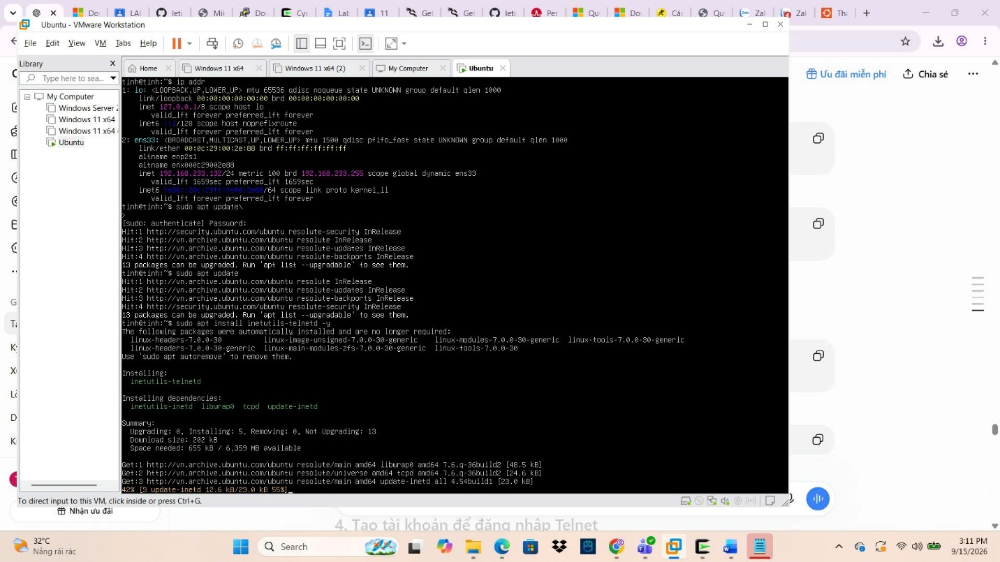 Do
LAB
leti
Mi
Do
Cyc
Lab
11
Get
Get
leti
Per
Qu
Do
Các
Qu
Zal
Zal
Thá
Ubuntu - VMware Workstation
File Edit View VM Tabs Help
Library
Type here to sea...
My Computer
Windows Server 2
Windows 11 x64
Windows 11 x64
Ubuntu
Home
Windows 11 x64
Windows 11 x64 (2)
My Computer
Ubuntu
Ưu đãi miễn phí
Chia sẻ
tinh@tinh:~$ ip addr
1: lo: <LOOPBACK,UP,LOWER_UP> mtu 65536 qdisc noqueue state UNKNOWN group default qlen 1000
link/loopback 00:00:00:00:00:00 brd 00:00:00:00:00:00
inet 127.0.0.1/8 scope host lo
valid_lft forever preferred_lft forever
inet6 ::1/128 scope host noprefixroute
valid_lft forever preferred_lft forever
2: ens33: <BROADCAST,MULTICAST,UP,LOWER_UP> mtu 1500 qdisc pfifo_fast state UNKNOWN group default qlen 1000
link/ether 00:0c:29:00:2e:88 brd ff:ff:ff:ff:ff:ff
altname enp2s1
altname enx000c29002e88
inet 192.168.233.132/24 metric 100 brd 192.168.233.255 scope global dynamic ens33
valid_lft 1659sec preferred_lft 1659sec
inet6 fe80::20c:29ff:fe00:2e88/64 scope link proto kernel_ll
valid_lft forever preferred_lft forever
tinh@tinh:~$ sudo apt update\
>
[sudo: authenticate] Password:
Hit:1 http://security.ubuntu.com/ubuntu resolute-security InRelease
Hit:2 http://vn.archive.ubuntu.com/ubuntu resolute InRelease
Hit:3 http://vn.archive.ubuntu.com/ubuntu resolute-updates InRelease
Hit:4 http://vn.archive.ubuntu.com/ubuntu resolute-backports InRelease
13 packages can be upgraded. Run 'apt list --upgradable' to see them.
tinh@tinh:~$ sudo apt update
Hit:1 http://vn.archive.ubuntu.com/ubuntu resolute InRelease
Hit:2 http://vn.archive.ubuntu.com/ubuntu resolute-updates InRelease
Hit:3 http://vn.archive.ubuntu.com/ubuntu resolute-backports InRelease
Hit:4 http://security.ubuntu.com/ubuntu resolute-security InRelease
13 packages can be upgraded. Run 'apt list --upgradable' to see them.
tinh@tinh:~$ sudo apt install inetutils-telnetd -y
The following packages were automatically installed and are no longer required:
linux-headers-7.0.0-30 linux-image-unsigned-7.0.0-30-generic linux-modules-7.0.0-30-generic linux-tools-7.0.0-30-generic
linux-headers-7.0.0-30-generic linux-main-modules-zfs-7.0.0-30-generic linux-tools-7.0.0-30
Use 'sudo apt autoremove' to remove them.
Installing:
inetutils-telnetd
Installing dependencies:
inetutils-inetd libwrap0 tcpd update-inetd
Summary:
Upgrading: 0, Installing: 5, Removing: 0, Not Upgrading: 13
Download size: 202 kB
Space needed: 655 kB / 6,359 MB available
Get:1 http://vn.archive.ubuntu.com/ubuntu resolute/main amd64 libwrap0 amd64 7.6.q-36build2 [48.5 kB]
Get:2 http://vn.archive.ubuntu.com/ubuntu resolute/universe amd64 tcpd amd64 7.6.q-36build2 [24.6 kB]
Get:3 http://vn.archive.ubuntu.com/ubuntu resolute/main amd64 update-inetd all 4.54build1 [23.0 kB]
42% [3 update-inetd 12.6 kB/23.0 kB 55%]
To direct input to this VM, click inside or press Ctrl+G.
Nhận ưu đãi
4. Tạo tài khoản để đăng nhập Telnet
32°C
Nắng rải rác
Search
3:11 PM
9/15/2026